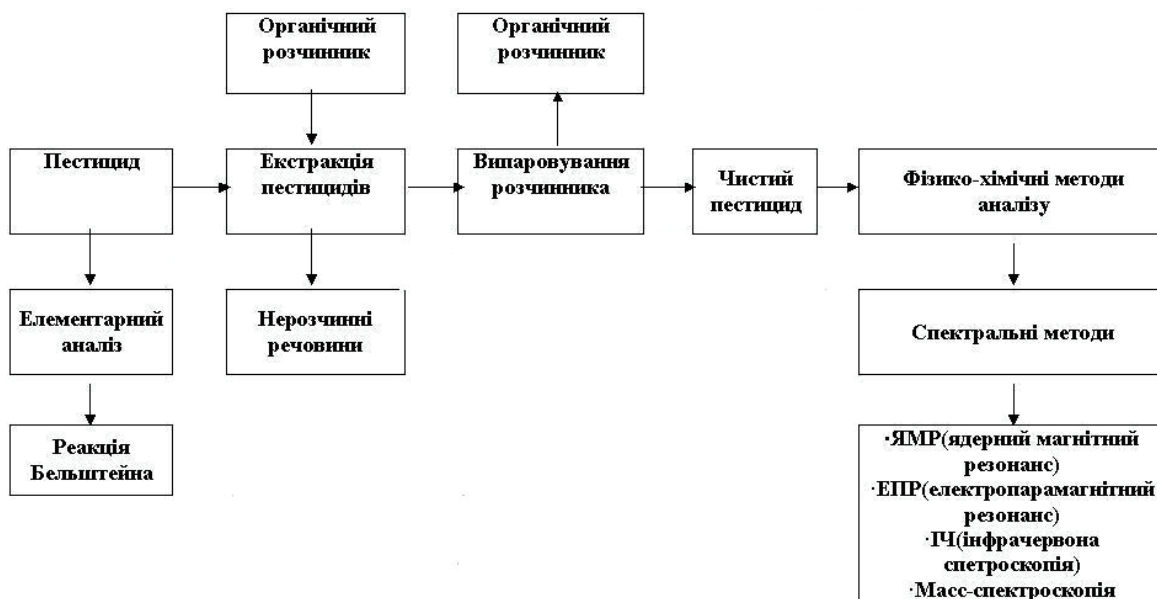 Органічний
розчинник
Органічний
розчинник
Пестицид
Екстракція
пестицидів
Випаровування
розчинника
Чистий
пестицид
Фізико-хімічні методи
аналізу
Елементарний
аналіз
Нерозчинні
речовини
Спектральні методи
Реакція
Бельштейна
·ЯМР(ядерний магнітний
резонанс)
·ЕПР(електропарамагнітний
резонанс)
·ІЧ(інфрачервона
спетроскопія)
·Масс-спектроскопія